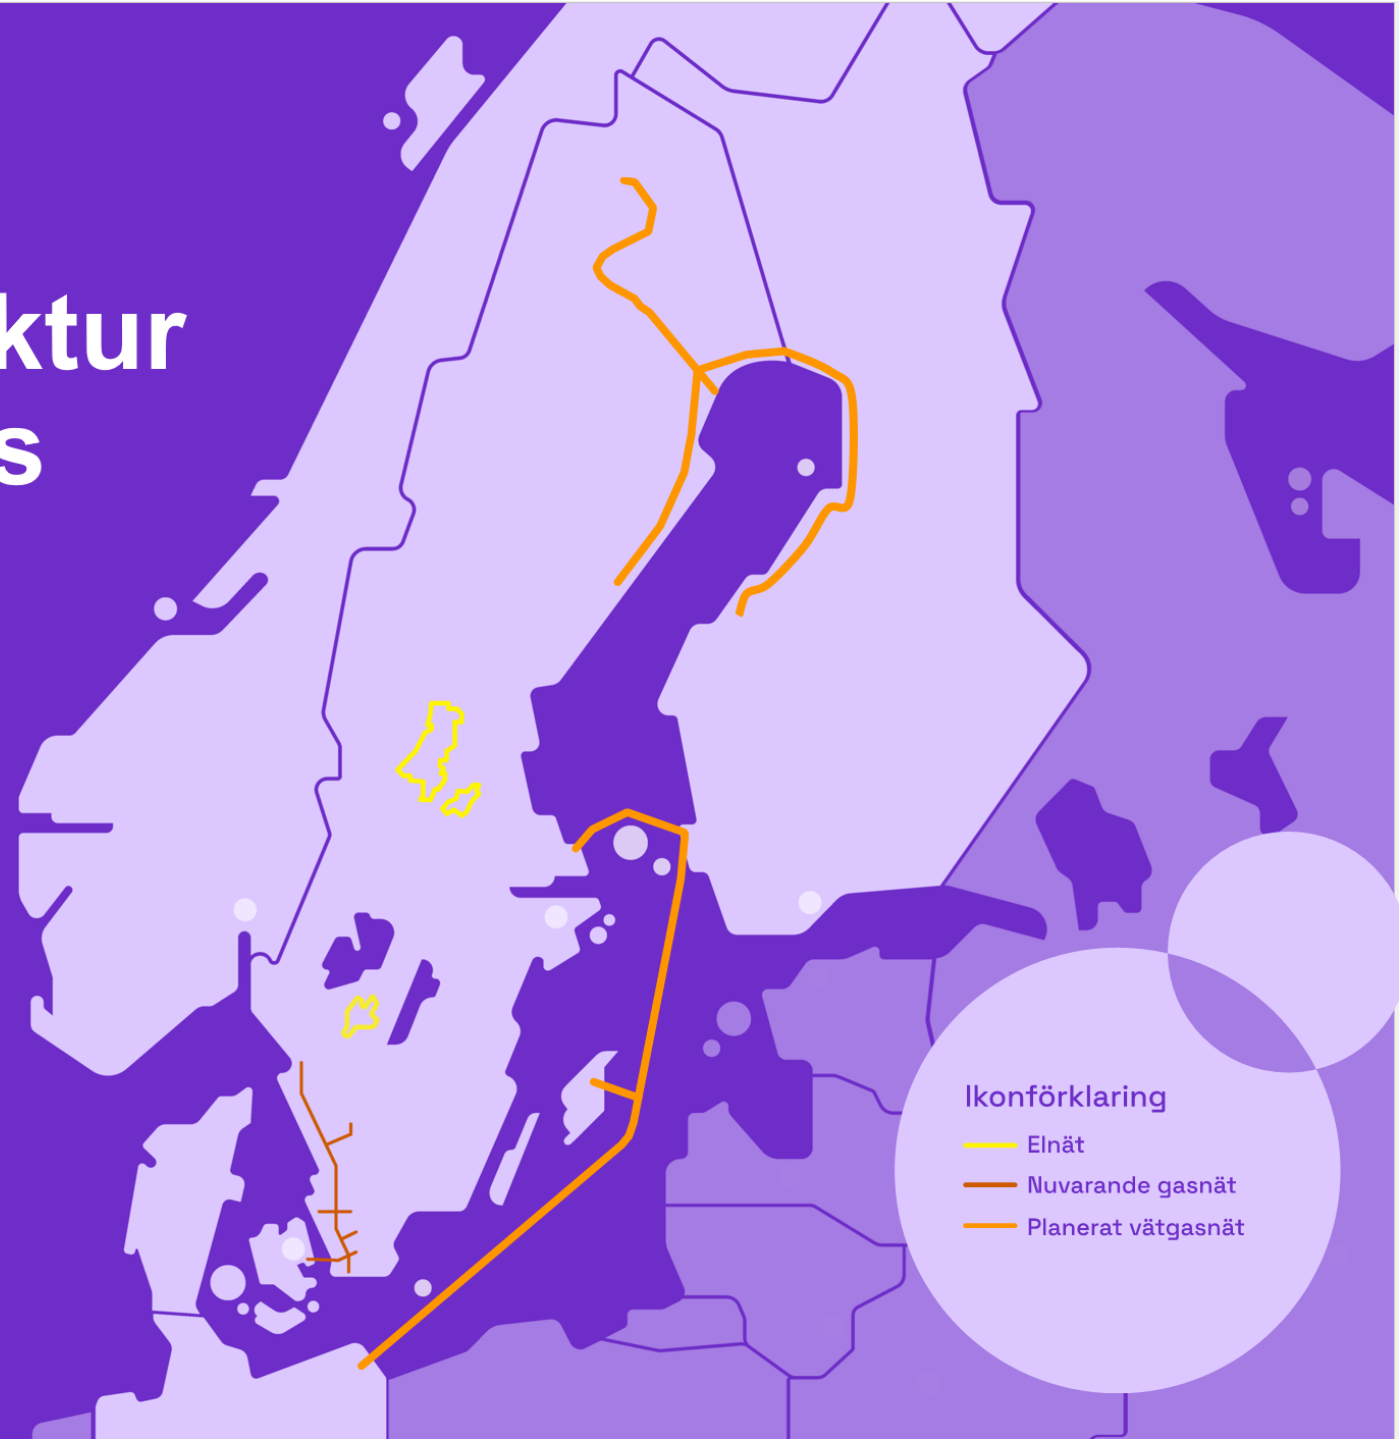 ktur
s
Ikonförklaring
Elnät
Nuvarande gasnät
Planerat vätgasnät